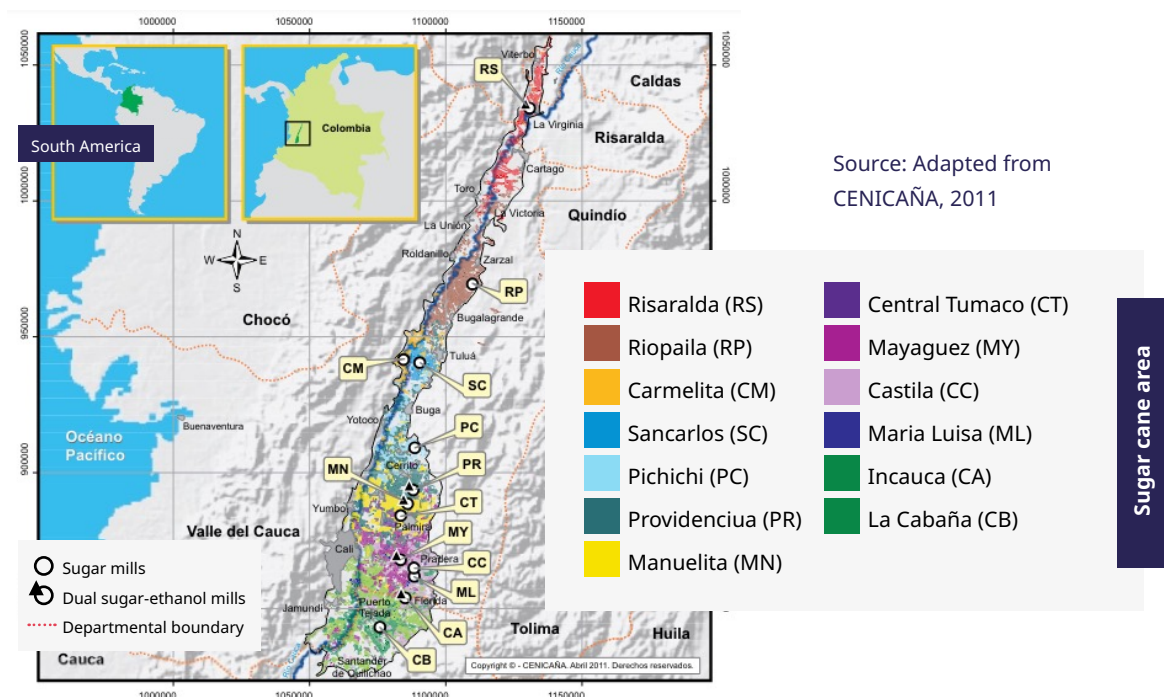 1000000
1050000
1100000
1150000
1050000
1000000
950000
900000
1050000
1000000
South America
Colombia
N
W
E
S
Viterbo
RS
La Virginia
Caldas
Risaralda
Cartago
Toro
La Victoria
Quindío
La Unión
Roldanillo
Zarzal
RP
Bugalagrande
Chocó
Tuluá
CM
SC
Yotoco
Buga
Buenaventura
Océano
Pacífico
PC
Cerrito
MN
PR
CT
Yumbo
Palmira
Valle del Cauca
MY
Cali
Pradera
CC
ML
Jamundí
Puerto
Tejada
Florida
CA
Tolima
Huila
CB
Cauca
Santander
de Quilichao
Copyright © - CENICAÑA. Abril 2011. Derechos reservados.
1000000
1050000
1100000
1150000
Sugar mills
Dual sugar-ethanol mills
Departmental boundary
Source: Adapted from
CENICAÑA, 2011
Risaralda (RS)
Riopaila (RP)
Carmelita (CM)
Sancarlos (SC)
Pichichi (PC)
Providenciua (PR)
Manuelita (MN)
Central Tumaco (CT)
Mayaguez (MY)
Castila (CC)
Maria Luisa (ML)
Incauca (CA)
La Cabaña (CB)
Sugar cane area